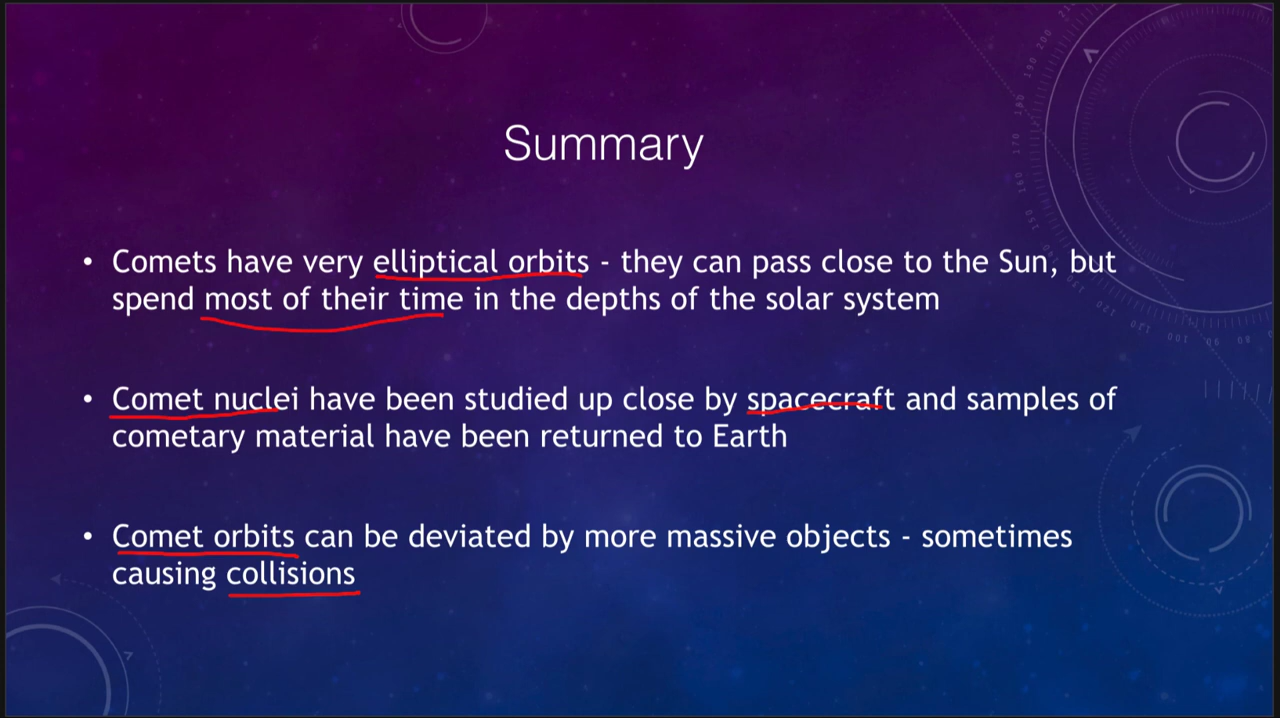 Summary
• Comets have very elliptical orbits - they can pass close to the Sun, but
spend most of their time in the depths of the solar system
• Comet nuclei have been studied up close by spacecraft and samples of
cometary material have been returned to Earth
• Comet orbits can be deviated by more massive objects - sometimes
causing collisions